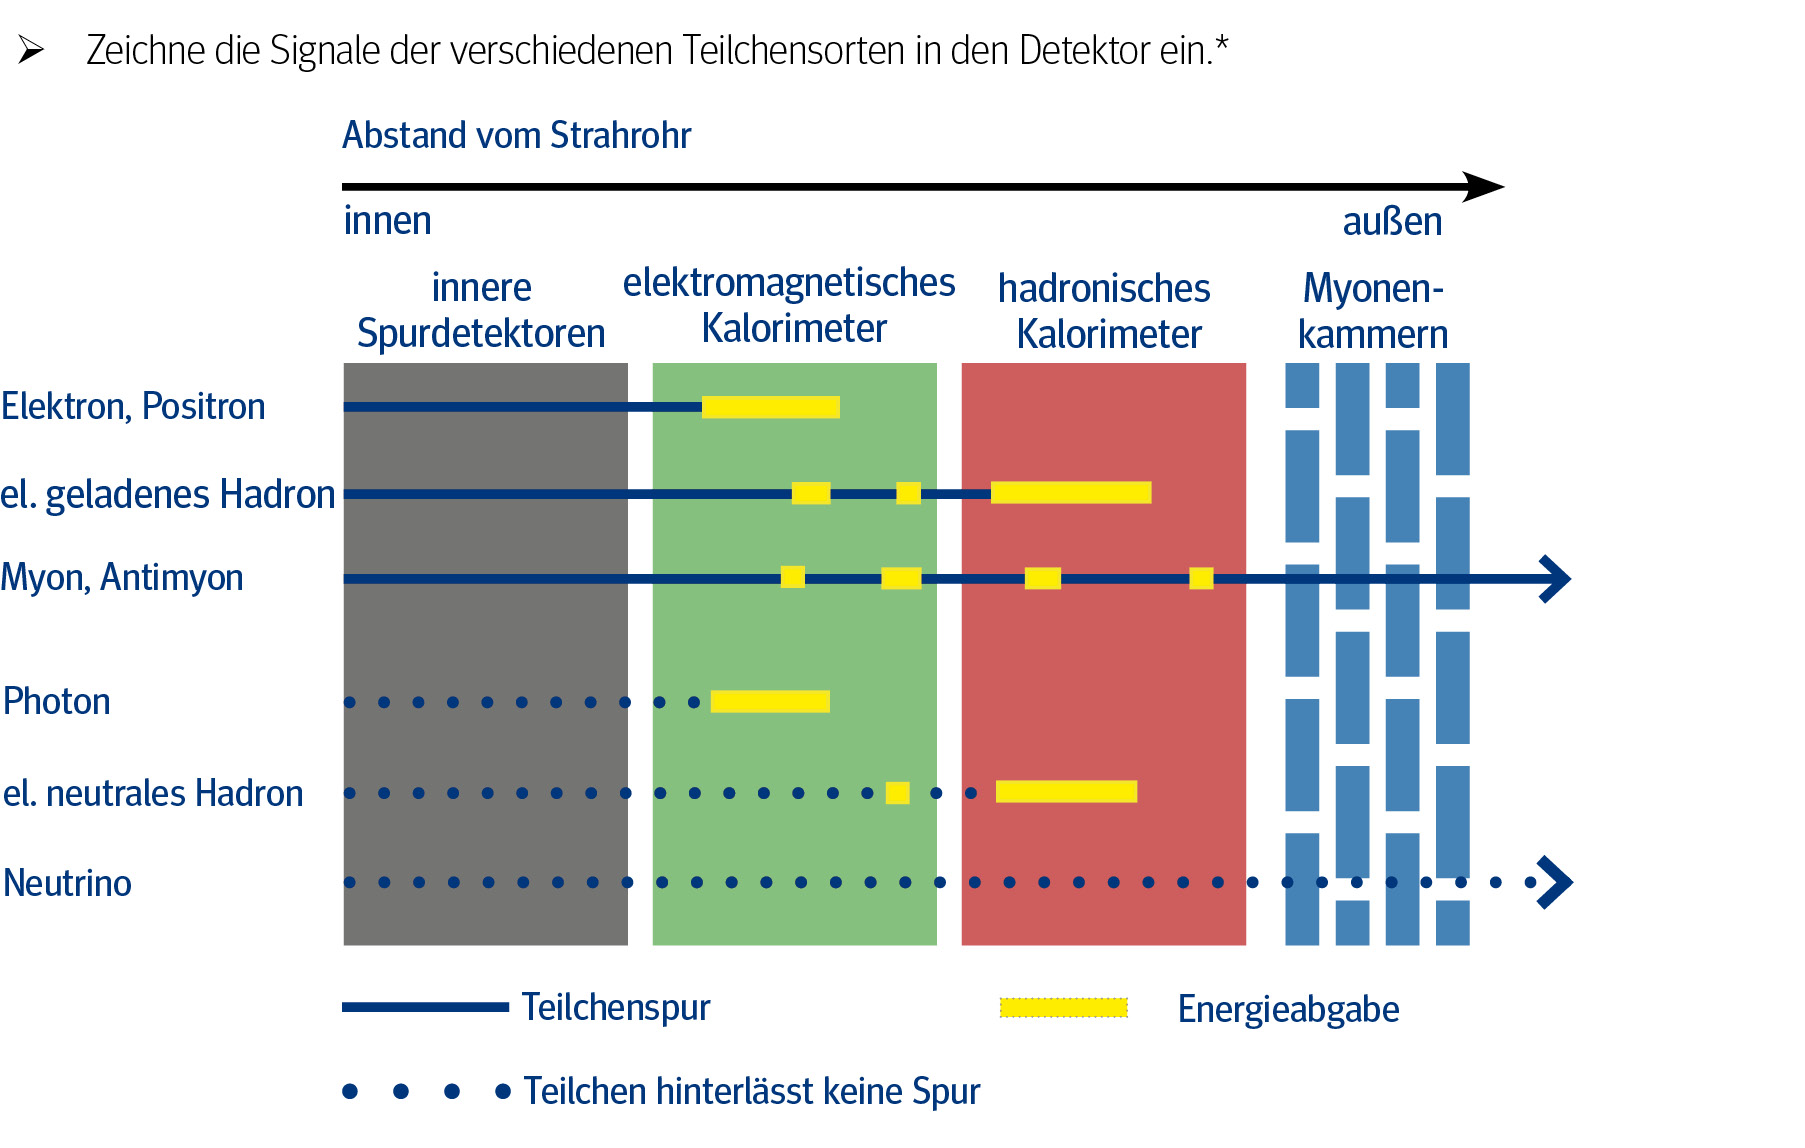 Zeichne die Signale der verschiedenen Teilchensorten in den Detektor ein.*
Abstand vom Strahrohr
innen
außen
innere
Spurdetektoren
elektromagnetisches
Kalorimeter
hadronisches
Kalorimeter
Myonen-
kammern
Elektron, Positron
el. geladenes Hadron
Myon, Antimyon
Photon
el. neutrales Hadron
Neutrino
Teilchenspur
Energieabgabe
Teilchen hinterlässt keine Spur